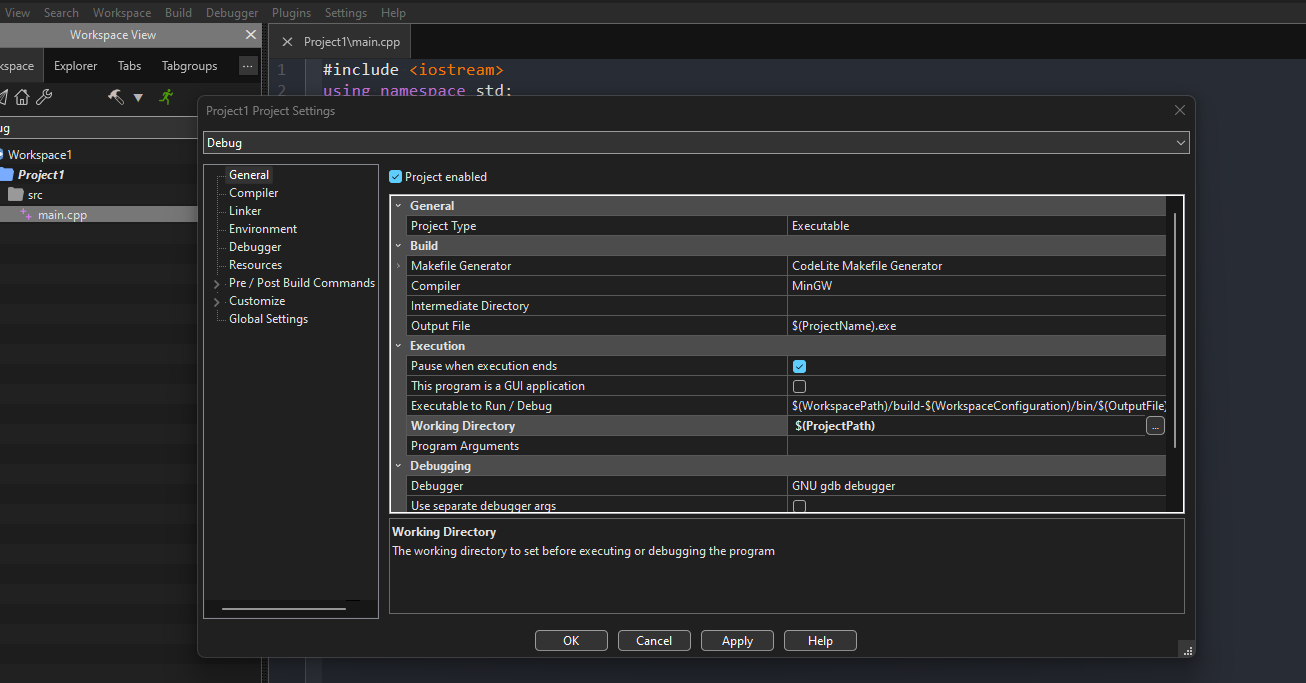 View Search Workspace Build Debugger Plugins Settings Help
Workspace View
kspace Explorer Tabs Tabgroups ...
ug
Workspace1
Project1
src
main.cpp
Project1\main.cpp
1 #include <iostream>
2 using namespace std;
Project1 Project Settings
Debug
General
Compiler
Linker
Environment
Debugger
Resources
Pre / Post Build Commands
Customize
Global Settings
Project enabled
General
Project Type Executable
Build
Makefile Generator CodeLite Makefile Generator
Compiler MinGW
Intermediate Directory
Output File $(ProjectName).exe
Execution
Pause when execution ends
This program is a GUI application
Executable to Run / Debug $(WorkspacePath)/build-$(WorkspaceConfiguration)/bin/$(OutputFile)
Working Directory $(ProjectPath) ...
Program Arguments
Debugging
Debugger GNU gdb debugger
Use separate debugger args
Working Directory
The working directory to set before executing or debugging the program
OK Cancel Apply Help